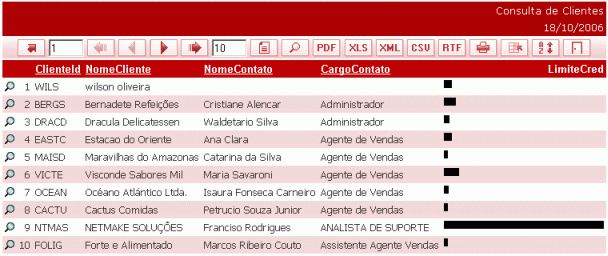 Consulta de Clientes
18/10/2006
1 10 PDF XLS XML CSV RTF
ClienteId NomeCliente NomeContato CargoContato LimiteCred
1 WILS wilson oliveira
2 BERGS Bernadete Refeições Cristiane Alencar Administrador
3 DRACD Dracula Delicatessen Waldetario Silva Administrador
4 EASTC Estacao do Oriente Ana Clara Agente de Vendas
5 MAISD Maravilhas do Amazonas Catarina da Silva Agente de Vendas
6 VICTE Visconde Sabores Mil Maria Savaroni Agente de Vendas
7 OCEAN Océano Atlántico Ltda. Isaura Fonseca Carneiro Agente de Vendas
8 CACTU Cactus Comidas Petrucio Souza Junior Agente de Vendas
9 NTMAS NETMAKE SOLUÇÕES Franciso Rodrigues ANALISTA DE SUPORTE
10 FOLIG Forte e Alimentado Marcos Ribeiro Couto Assistente Agente Vendas